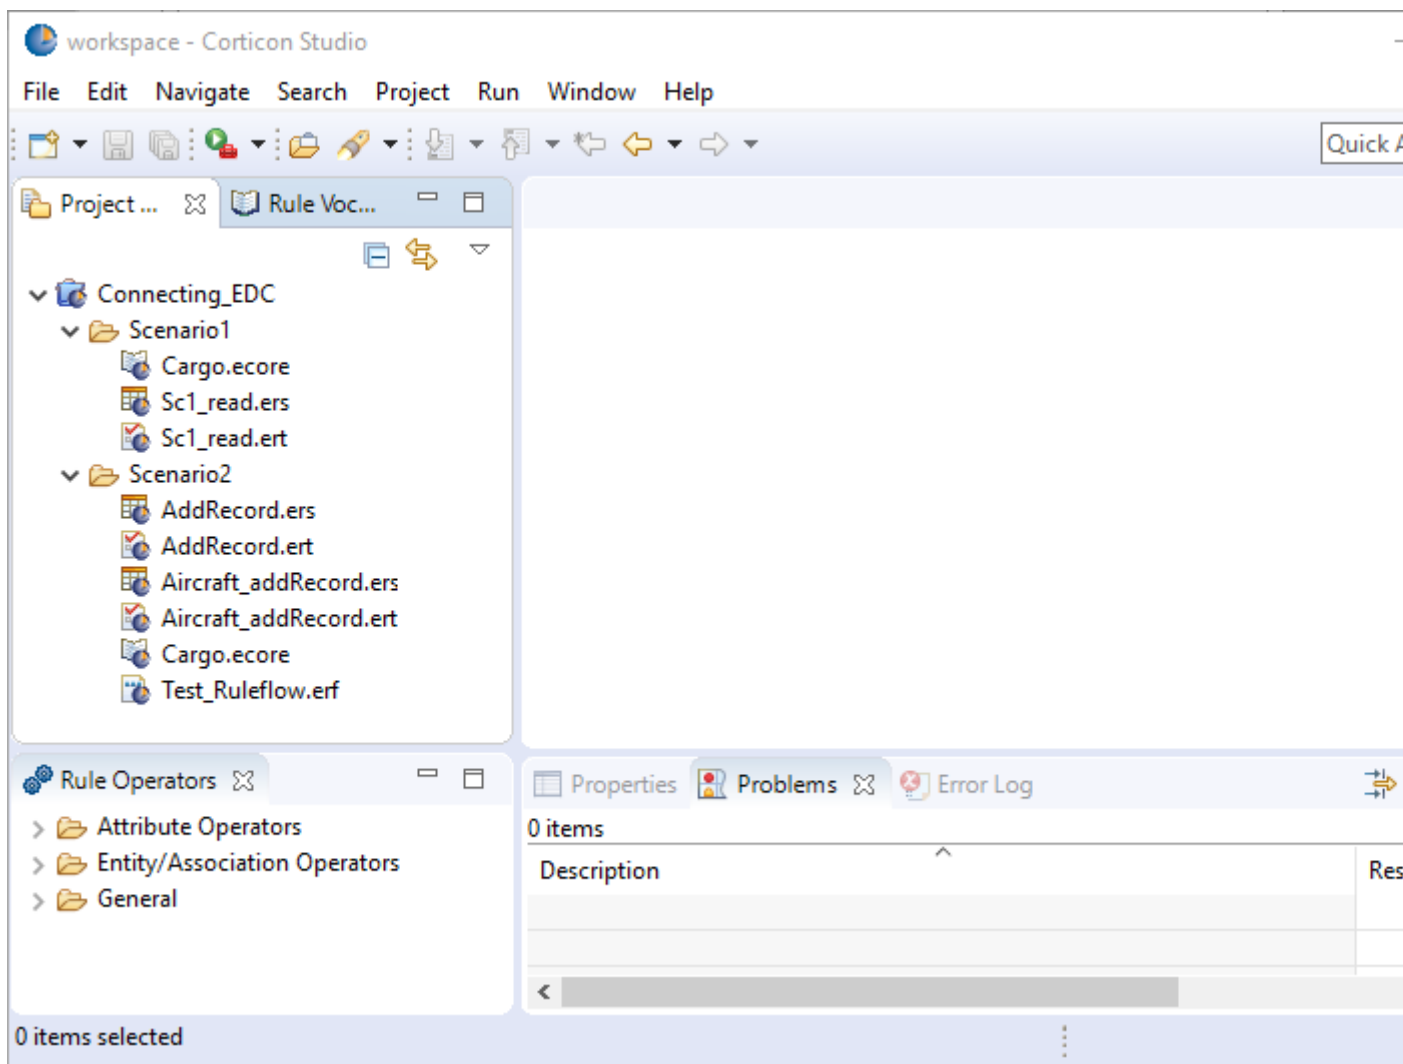 workspace - Corticon Studio
File Edit Navigate Search Project Run Window Help
Quick A
Project ... Rule Voc...
Connecting_EDC
Scenario1
Cargo.ecore
Sc1_read.ers
Sc1_read.ert
Scenario2
AddRecord.ers
AddRecord.ert
Aircraft_addRecord.ers
Aircraft_addRecord.ert
Cargo.ecore
Test_Ruleflow.erf
Rule Operators
Attribute Operators
Entity/Association Operators
General
Properties Problems Error Log
0 items
Description Res
0 items selected